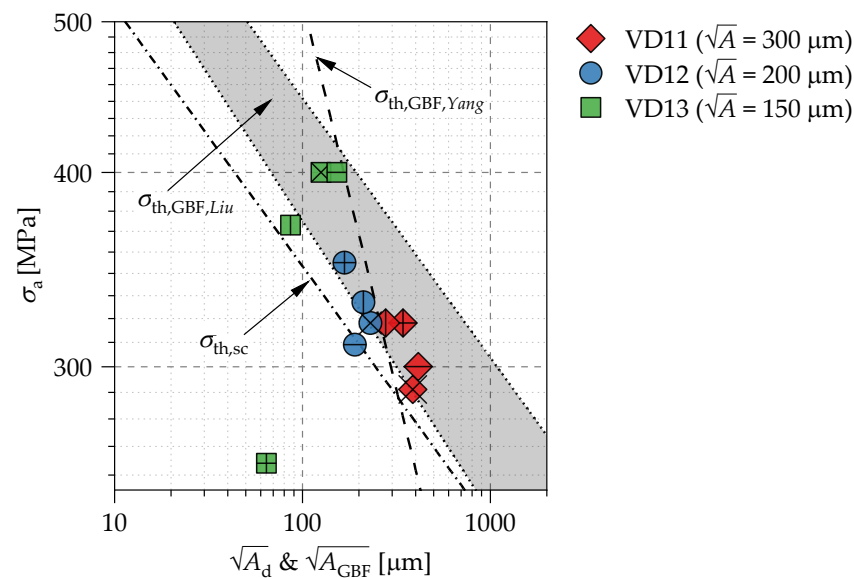 500
400
300
σa [MPa]
σth,GBF,Yang
σth,GBF,Liu
σth,sc
10
100
1000
√Ad & √AGBF [μm]
VD11 (√A = 300 μm)
VD12 (√A = 200 μm)
VD13 (√A = 150 μm)